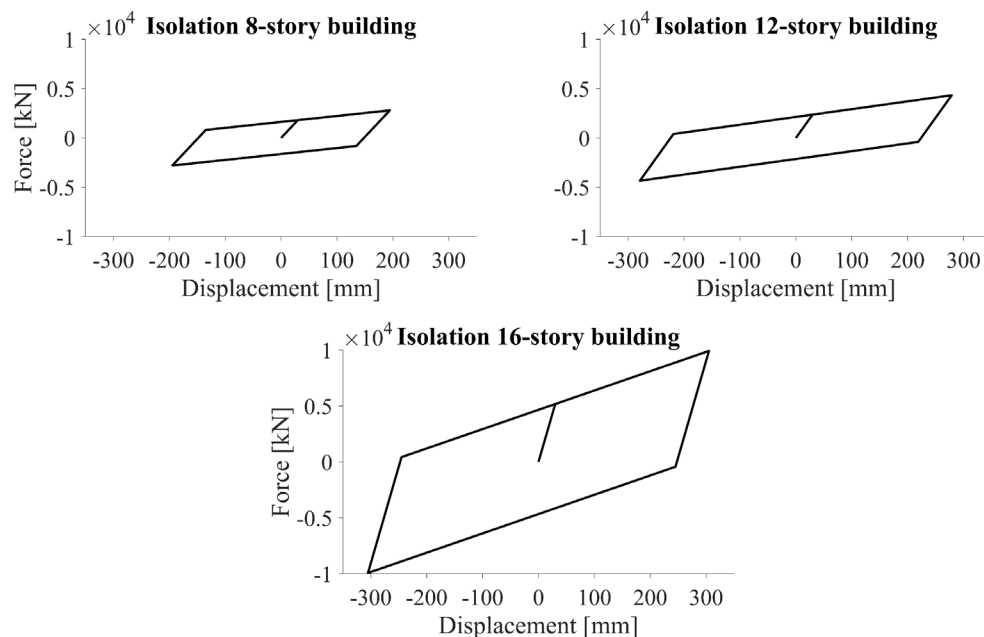 ×10^4 Isolation 8-story building
1
0.5
0
-0.5
-1
Force [kN]
-300 -200 -100 0 100 200 300
Displacement [mm]
×10^4 Isolation 12-story building
1
0.5
0
-0.5
-1
-300 -200 -100 0 100 200 300
Displacement [mm]
×10^4 Isolation 16-story building
1
0.5
0
-0.5
-1
Force [kN]
-300 -200 -100 0 100 200 300
Displacement [mm]